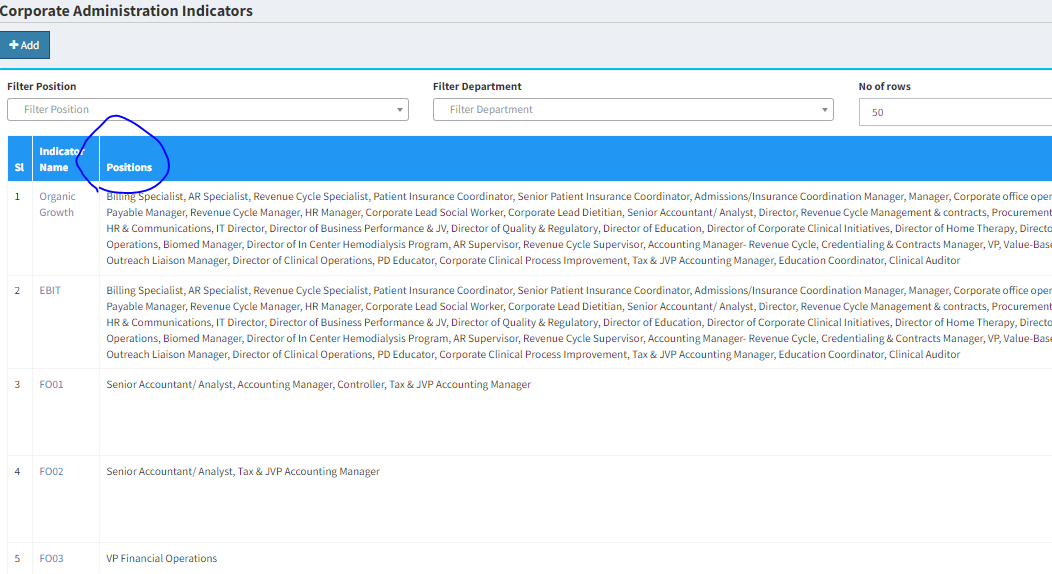 Corporate Administration Indicators
+ Add
Filter Position
Filter Department
No of rows
Filter Position
Filter Department
50
Sl
Indicator Name
Positions
1
Organic Growth
Billing Specialist, AR Specialist, Revenue Cycle Specialist, Patient Insurance Coordinator, Senior Patient Insurance Coordinator, Admissions/Insurance Coordination Manager, Manager, Corporate office oper
Payable Manager, Revenue Cycle Manager, HR Manager, Corporate Lead Social Worker, Corporate Lead Dietitian, Senior Accountant/ Analyst, Director, Revenue Cycle Management & contracts, Procurement
HR & Communications, IT Director, Director of Business Performance & JV, Director of Quality & Regulatory, Director of Education, Director of Corporate Clinical Initiatives, Director of Home Therapy, Directo
Operations, Biomed Manager, Director of In Center Hemodialysis Program, AR Supervisor, Revenue Cycle Supervisor, Accounting Manager- Revenue Cycle, Credentialing & Contracts Manager, VP, Value-Base
Outreach Liaison Manager, Director of Clinical Operations, PD Educator, Corporate Clinical Process Improvement, Tax & JVP Accounting Manager, Education Coordinator, Clinical Auditor
2
EBIT
Billing Specialist, AR Specialist, Revenue Cycle Specialist, Patient Insurance Coordinator, Senior Patient Insurance Coordinator, Admissions/Insurance Coordination Manager, Manager, Corporate office oper
Payable Manager, Revenue Cycle Manager, HR Manager, Corporate Lead Social Worker, Corporate Lead Dietitian, Senior Accountant/ Analyst, Director, Revenue Cycle Management & contracts, Procurement
HR & Communications, IT Director, Director of Business Performance & JV, Director of Quality & Regulatory, Director of Education, Director of Corporate Clinical Initiatives, Director of Home Therapy, Directo
Operations, Biomed Manager, Director of In Center Hemodialysis Program, AR Supervisor, Revenue Cycle Supervisor, Accounting Manager- Revenue Cycle, Credentialing & Contracts Manager, VP, Value-Base
Outreach Liaison Manager, Director of Clinical Operations, PD Educator, Corporate Clinical Process Improvement, Tax & JVP Accounting Manager, Education Coordinator, Clinical Auditor
3
FO01
Senior Accountant/ Analyst, Accounting Manager, Controller, Tax & JVP Accounting Manager
4
FO02
Senior Accountant/ Analyst, Tax & JVP Accounting Manager
5
FO03
VP Financial Operations